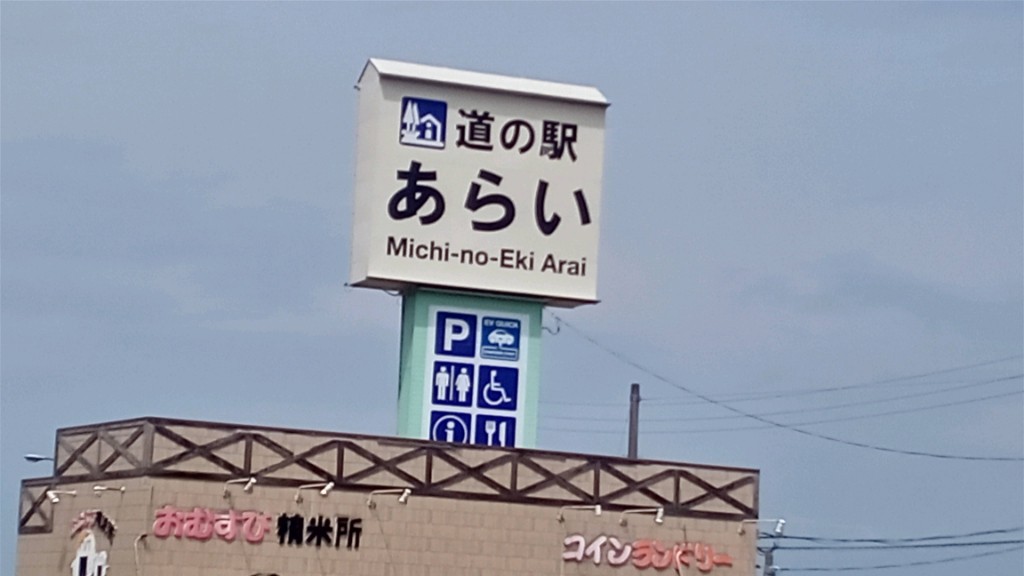 道の駅
あらい
Michi-no-Eki Arai
P
EV QUICK
おむすび 精米所
コインランドリー